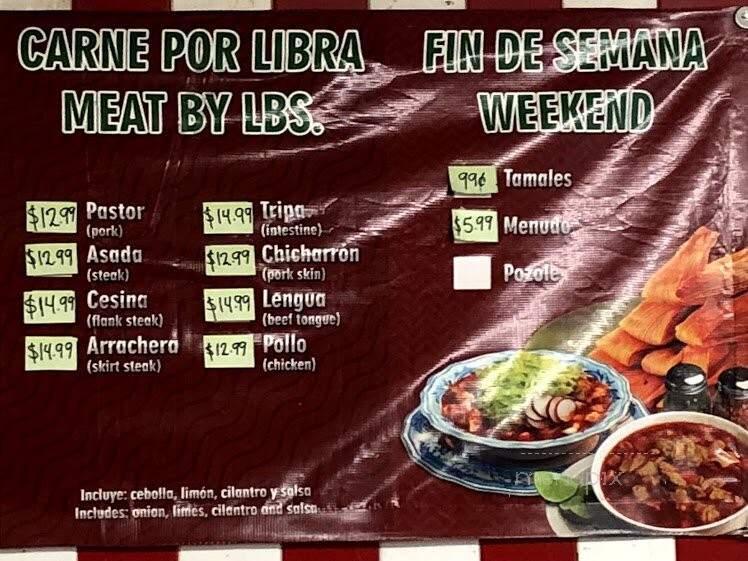 CARNE POR LIBRA
MEAT BY LBS.
$12.99 Pastor
(pork)
$12.99 Asada
(steak)
$14.99 Cesina
(flank steak)
$14.99 Arrachera
(skirt steak)
$14.99 Tripa
(intestine)
$12.99 Chicharron
(pork skin)
$14.99 Lengua
(beef tongue)
$12.99 Pollo
(chicken)
Incluye: cebolla, limón, cilantro y salsa
Includes: onion, limes, cilantro and salsa
FIN DE SEMANA
WEEKEND
99¢ Tamales
$5.99 Menudo
Pozole